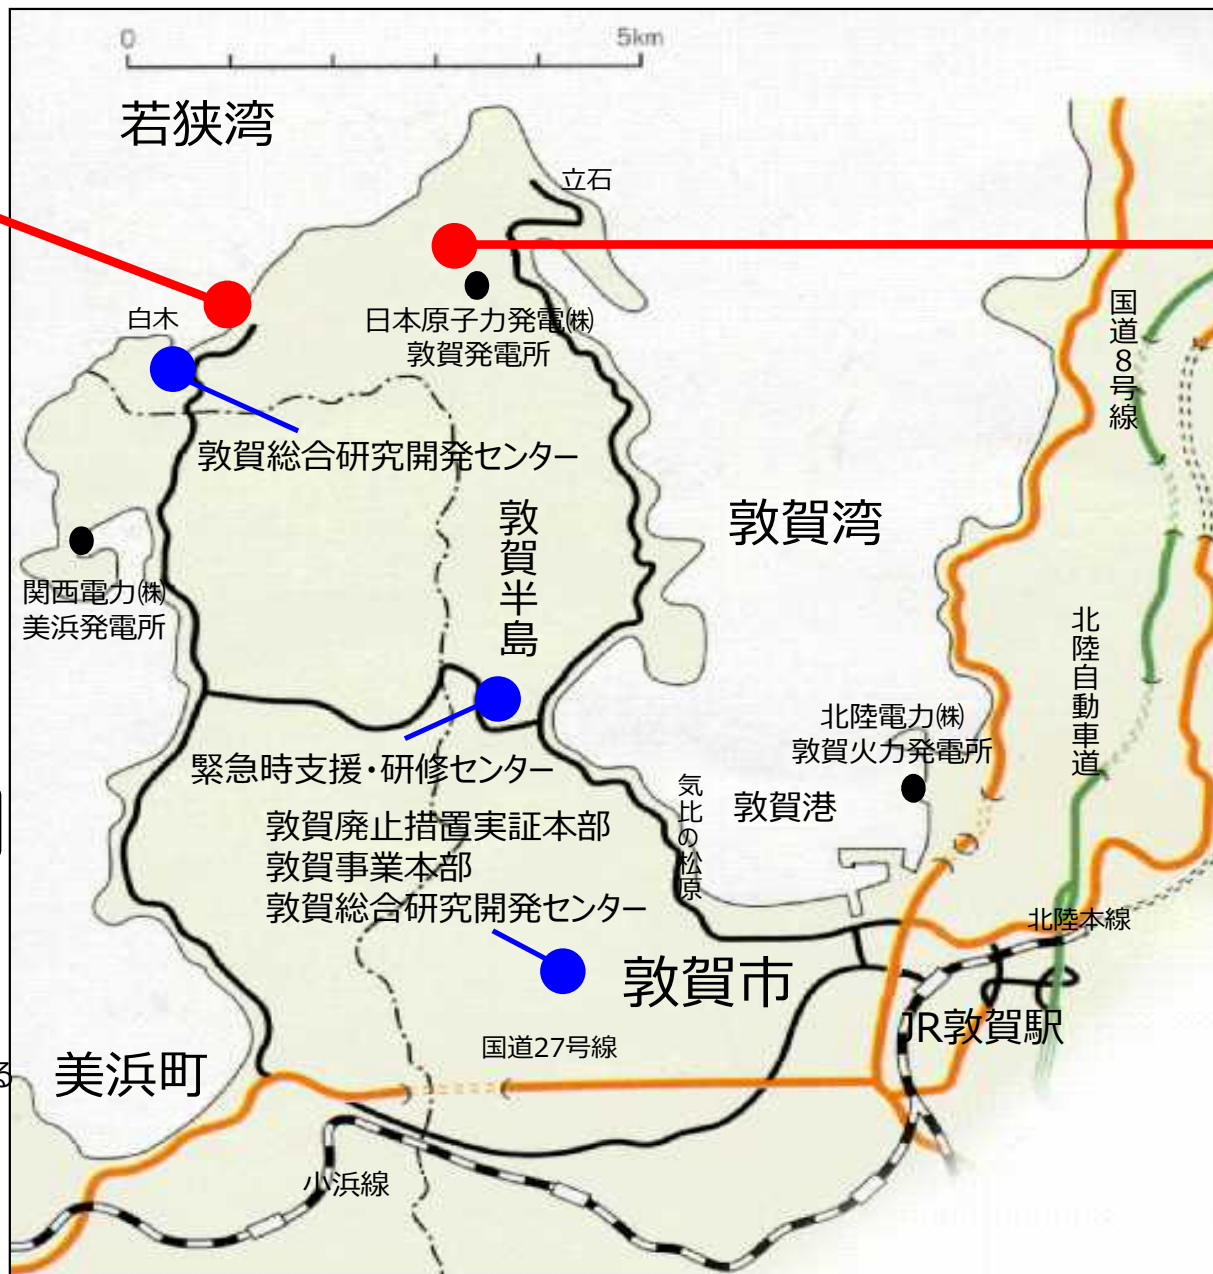 0 5km
若狭湾
立石
白木
日本原子力発電㈱
敦賀発電所
国道8号線
敦賀総合研究開発センター
敦賀半島
敦賀湾
関西電力㈱
美浜発電所
北陸自動車道
北陸電力㈱
敦賀火力発電所
緊急時支援・研修センター
気比の松原
敦賀港
敦賀廃止措置実証本部
敦賀事業本部
敦賀総合研究開発センター
北陸本線
敦賀市
JR敦賀駅
国道27号線
る
美浜町
小浜線